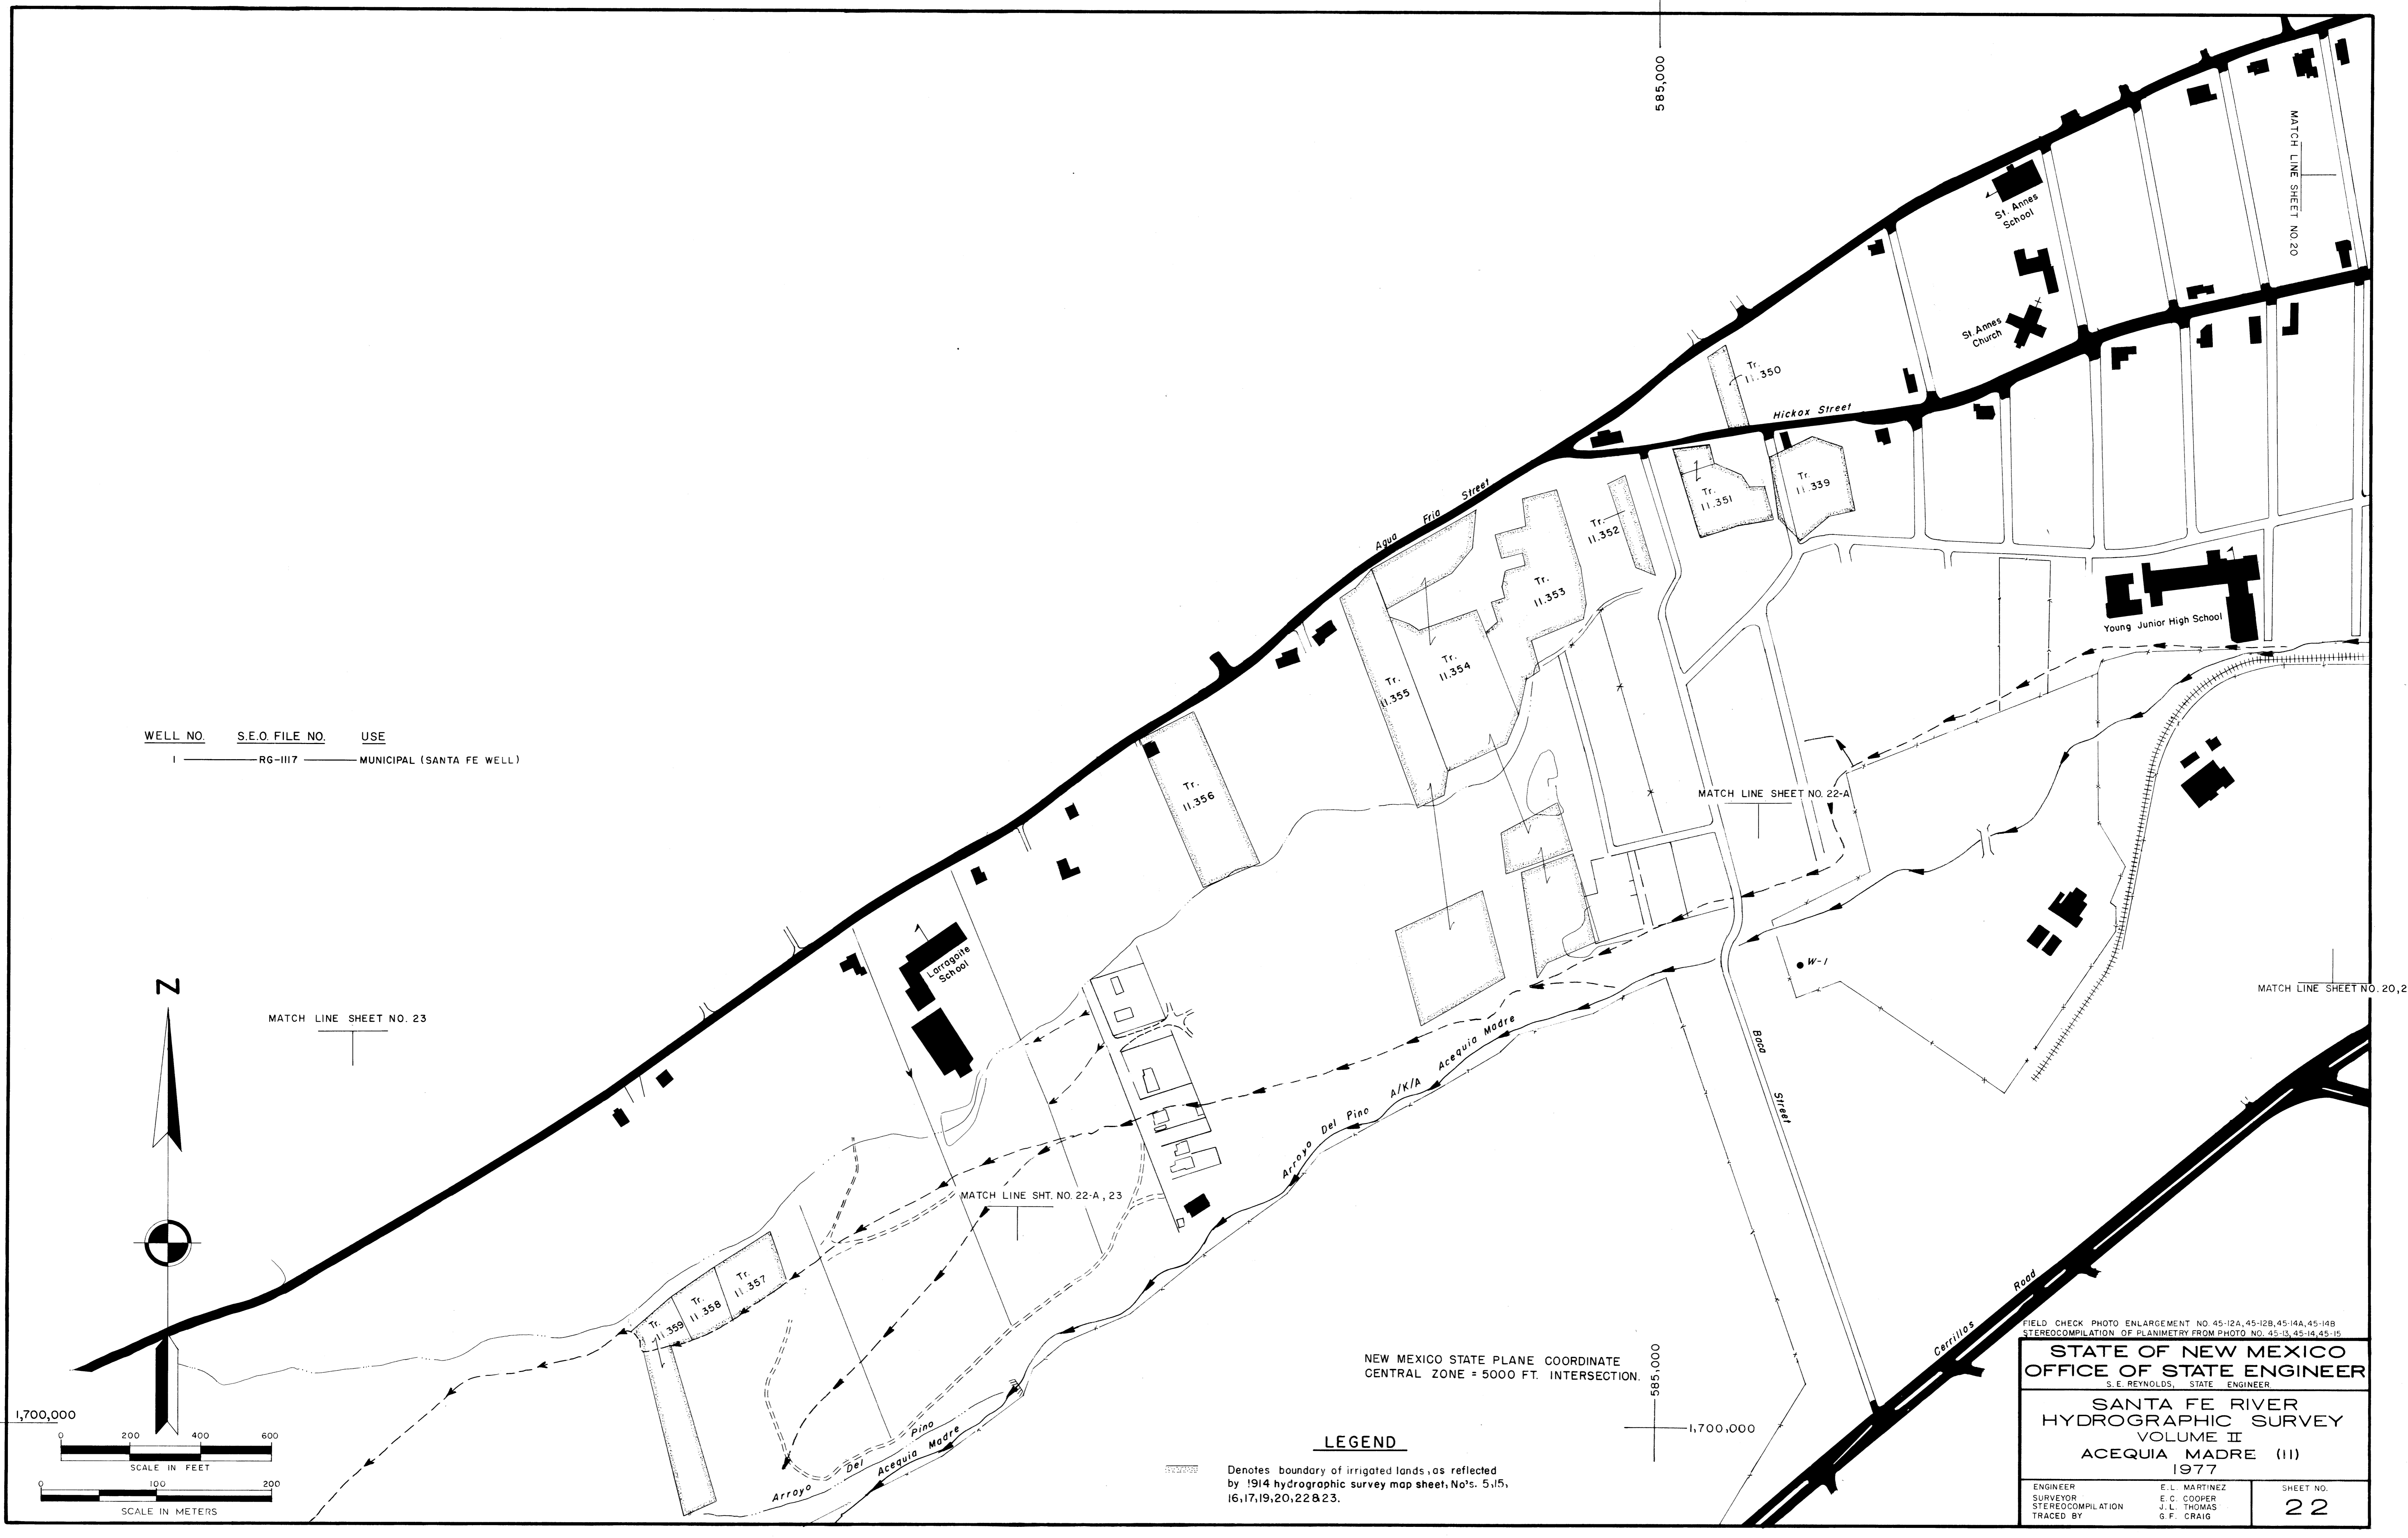 585,000
MATCH LINE SHEET NO. 20
St. Annes
School
St. Annes
Church
Tr.
11.350
Hickox Street
Tr.
11.351
Tr.
11.339
Agua Fria Street
Tr.
11.352
Tr.
11.353
Young Junior High School
Tr.
11.354
Tr.
11.355
WELL NO. S.E.O. FILE NO. USE
1 RG-1117 MUNICIPAL (SANTA FE WELL)
Tr.
11.356
MATCH LINE SHEET NO. 22-A
Larragoite
School
W-1
N
MATCH LINE SHEET NO. 23
MATCH LINE SHEET NO. 20,2
Arroyo Del Pino A/K/A Acequia Madre
Baca Street
MATCH LINE SHT. NO. 22-A, 23
Tr.
11.357
Tr.
11.358
Tr.
11.359
Cerrillos Road
FIELD CHECK PHOTO ENLARGEMENT NO. 45-12A, 45-12B, 45-14A, 45-14B
STEREOCOMPILATION OF PLANIMETRY FROM PHOTO NO. 45-13, 45-14, 45-15
STATE OF NEW MEXICO
OFFICE OF STATE ENGINEER
S.E. REYNOLDS, STATE ENGINEER
SANTA FE RIVER
HYDROGRAPHIC SURVEY
VOLUME II
ACEQUIA MADRE (11)
1977
ENGINEER E.L. MARTINEZ
SURVEYOR E.C. COOPER
STEREOCOMPILATION J.L. THOMAS
TRACED BY G.F. CRAIG
SHEET NO.
22
NEW MEXICO STATE PLANE COORDINATE
CENTRAL ZONE = 5000 FT. INTERSECTION.
585,000
1,700,000
1,700,000
0 200 400 600
SCALE IN FEET
0 100 200
SCALE IN METERS
Arroyo Del Pino
Acequia Madre
LEGEND
Denotes boundary of irrigated lands, as reflected
by 1914 hydrographic survey map sheet, No's. 5,15,
16,17,19,20,22&23.